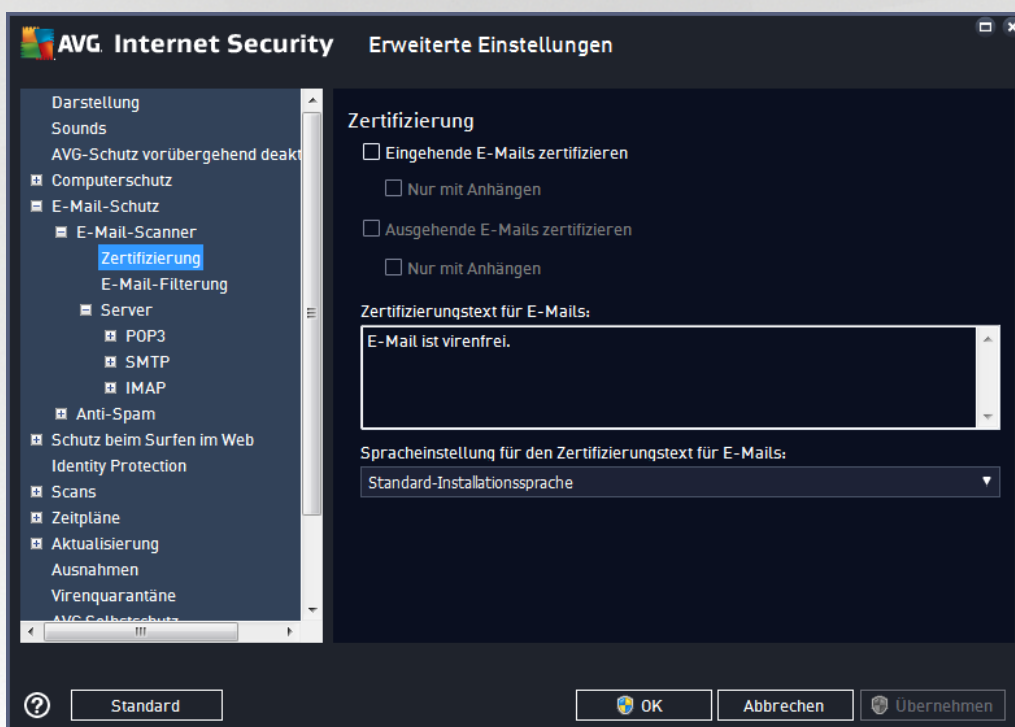 AVG. Internet Security Erweiterte Einstellungen
Darstellung
Sounds
AVG-Schutz vorübergehend deakt
Computerschutz
E-Mail-Schutz
E-Mail-Scanner
Zertifizierung
E-Mail-Filterung
Server
POP3
SMTP
IMAP
Anti-Spam
Schutz beim Surfen im Web
Identity Protection
Scans
Zeitpläne
Aktualisierung
Ausnahmen
Virenquarantäne
AVG Selbstschutz
Zertifizierung
Eingehende E-Mails zertifizieren
Nur mit Anhängen
Ausgehende E-Mails zertifizieren
Nur mit Anhängen
Zertifizierungstext für E-Mails:
E-Mail ist virenfrei.
Spracheinstellung für den Zertifizierungstext für E-Mails:
Standard-Installationssprache
Standard
OK
Abbrechen
Übernehmen